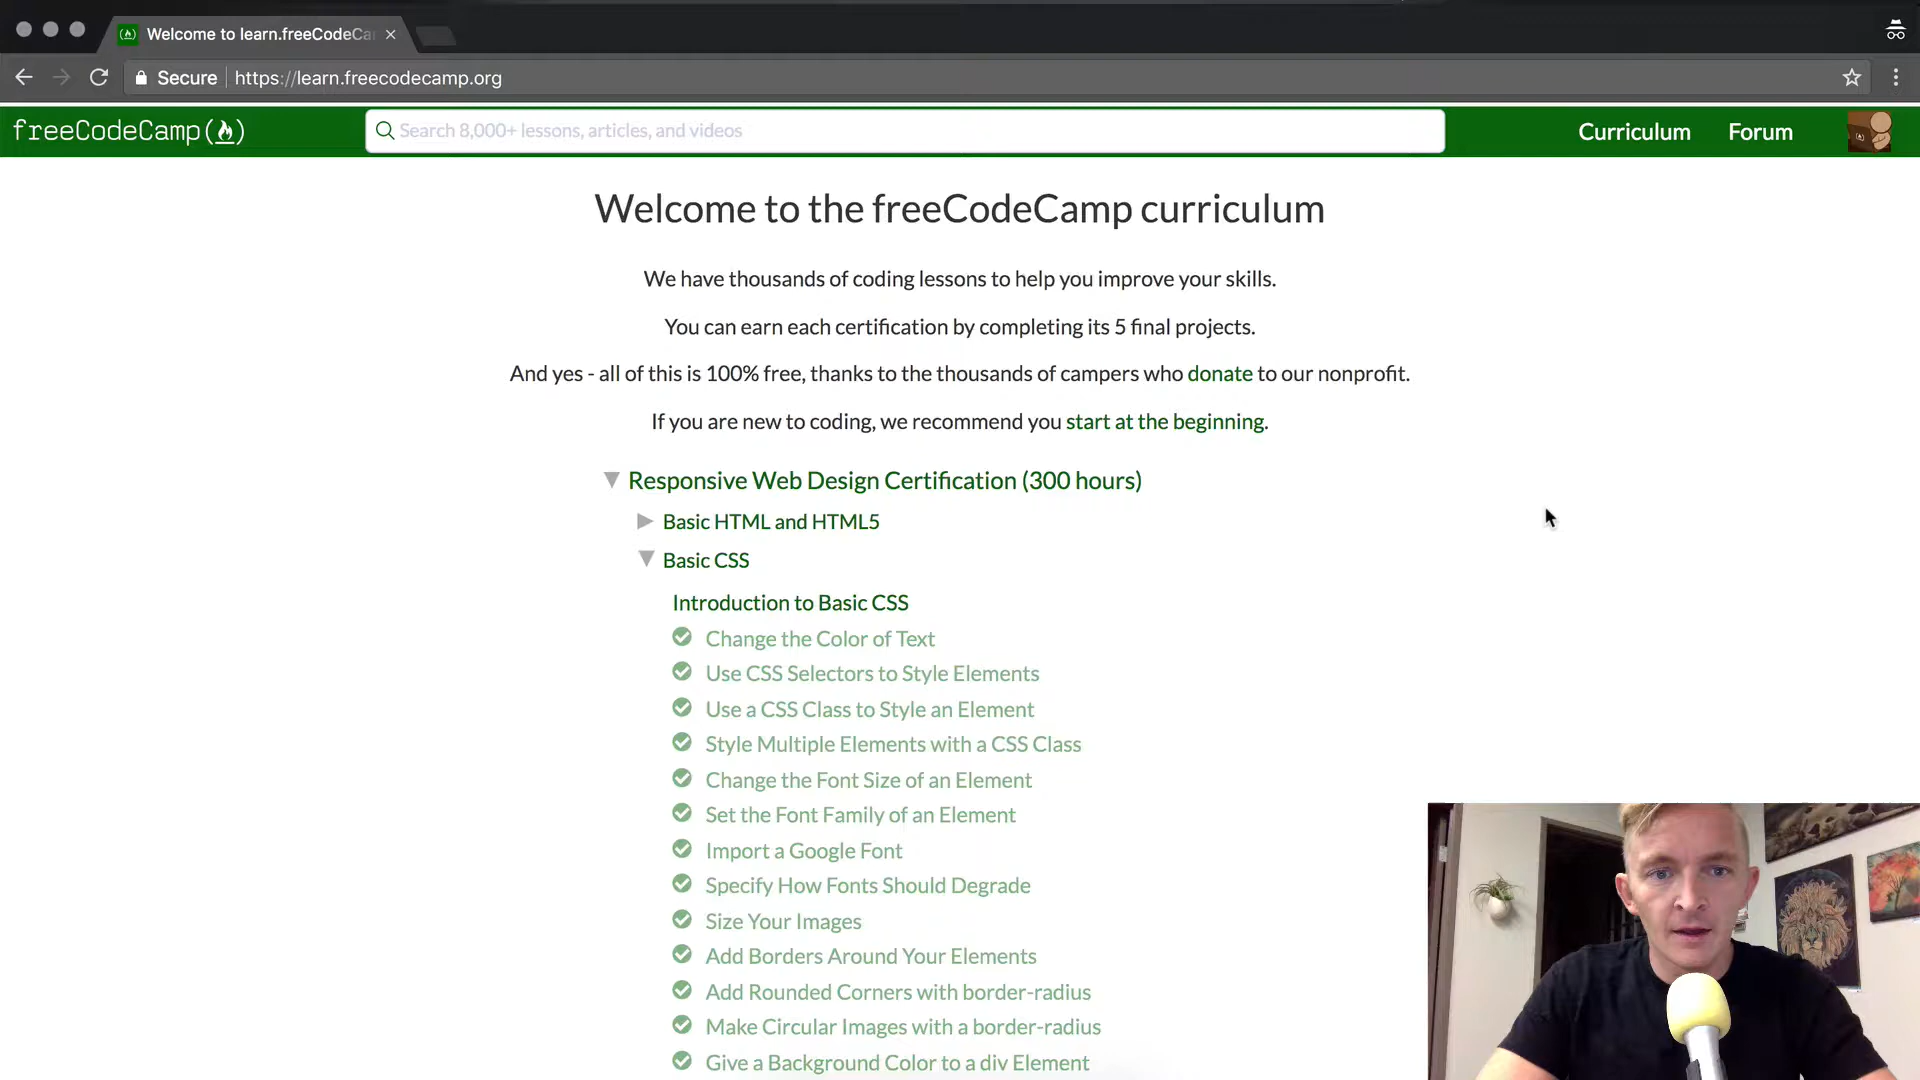 Welcome to learn.freeCodeCa
Secure
https://learn.freecodecamp.org
freeCodeCamp
Search 8,000+ lessons, articles, and videos
Curriculum
Forum
Welcome to the freeCodeCamp curriculum
We have thousands of coding lessons to help you improve your skills.
You can earn each certification by completing its 5 final projects.
And yes - all of this is 100% free, thanks to the thousands of campers who donate to our nonprofit.
If you are new to coding, we recommend you start at the beginning.
Responsive Web Design Certification (300 hours)
Basic HTML and HTML5
Basic CSS
Introduction to Basic CSS
Change the Color of Text
Use CSS Selectors to Style Elements
Use a CSS Class to Style an Element
Style Multiple Elements with a CSS Class
Change the Font Size of an Element
Set the Font Family of an Element
Import a Google Font
Specify How Fonts Should Degrade
Size Your Images
Add Borders Around Your Elements
Add Rounded Corners with border-radius
Make Circular Images with a border-radius
Give a Background Color to a div Element